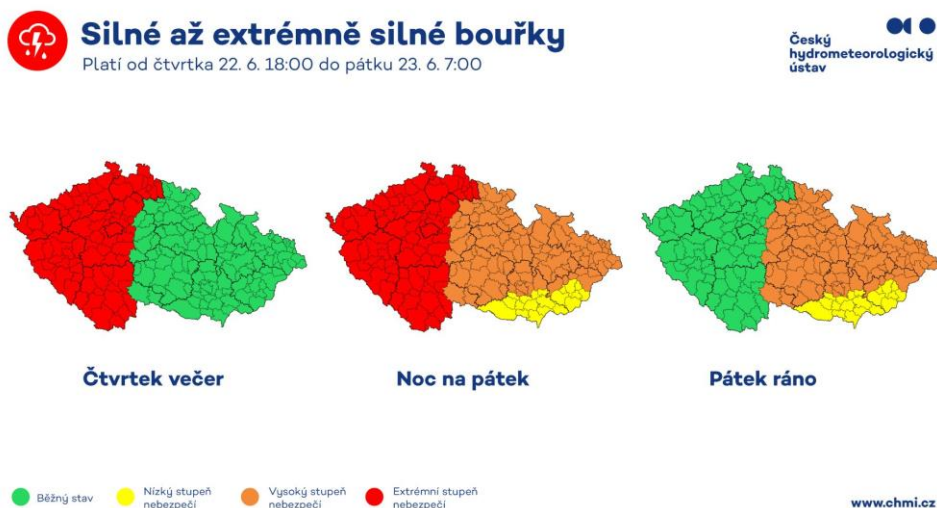 Silné až extrémně silné bouřky
Platí od čtvrtka 22. 6. 18:00 do pátku 23. 6. 7:00
Český
hydrometeorologický
ústav
Čtvrtek večer
Noc na pátek
Pátek ráno
Běžný stav
Nízký stupeň
nebezpečí
Vysoký stupeň
nebezpečí
Extrémní stupeň
nebezpečí
www.chmi.cz